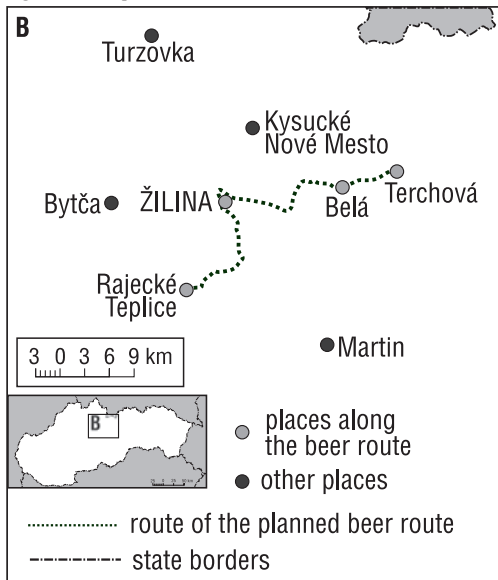 B
Turzovka
Kysucké
Nové Mesto
Terchová
Belá
ŽILINA
Bytča
Rajecké
Teplice
Martin
3 0 3 6 9 km
B
places along
the beer route
other places
route of the planned beer route
state borders